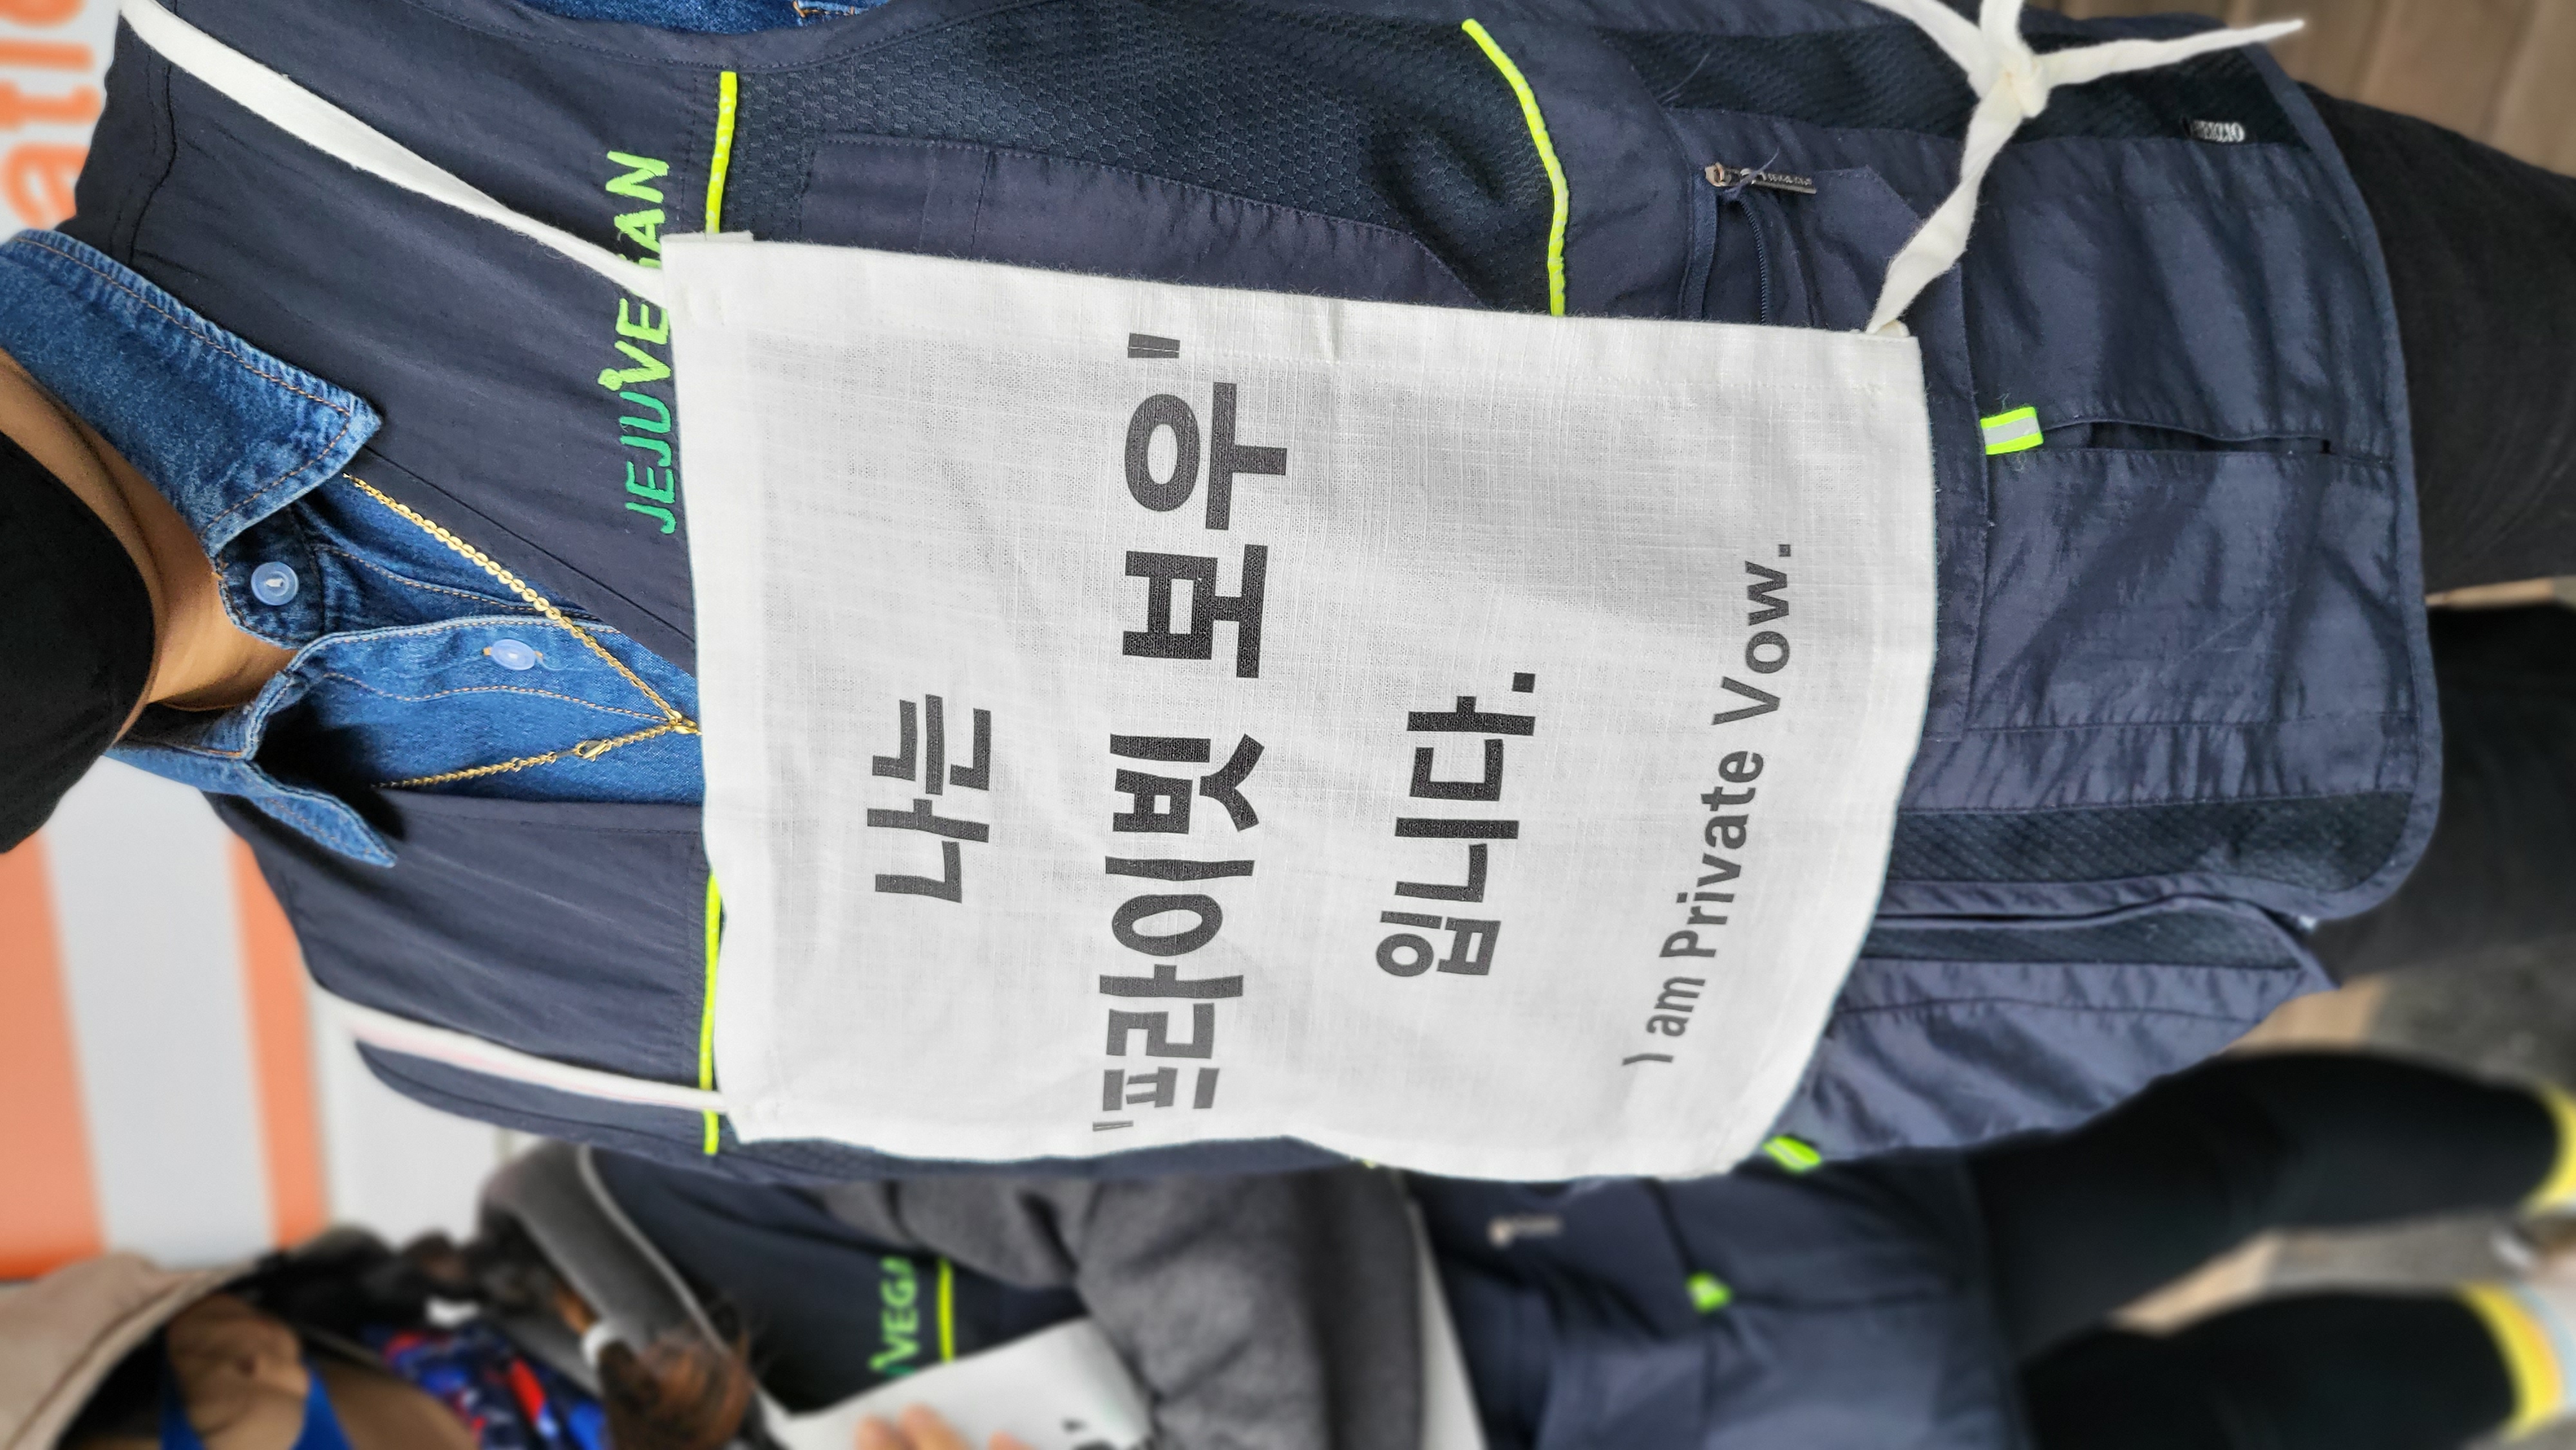 JEJUVEGAN
나는
'프라이빗 보우'
입니다.
I am Private Vow.